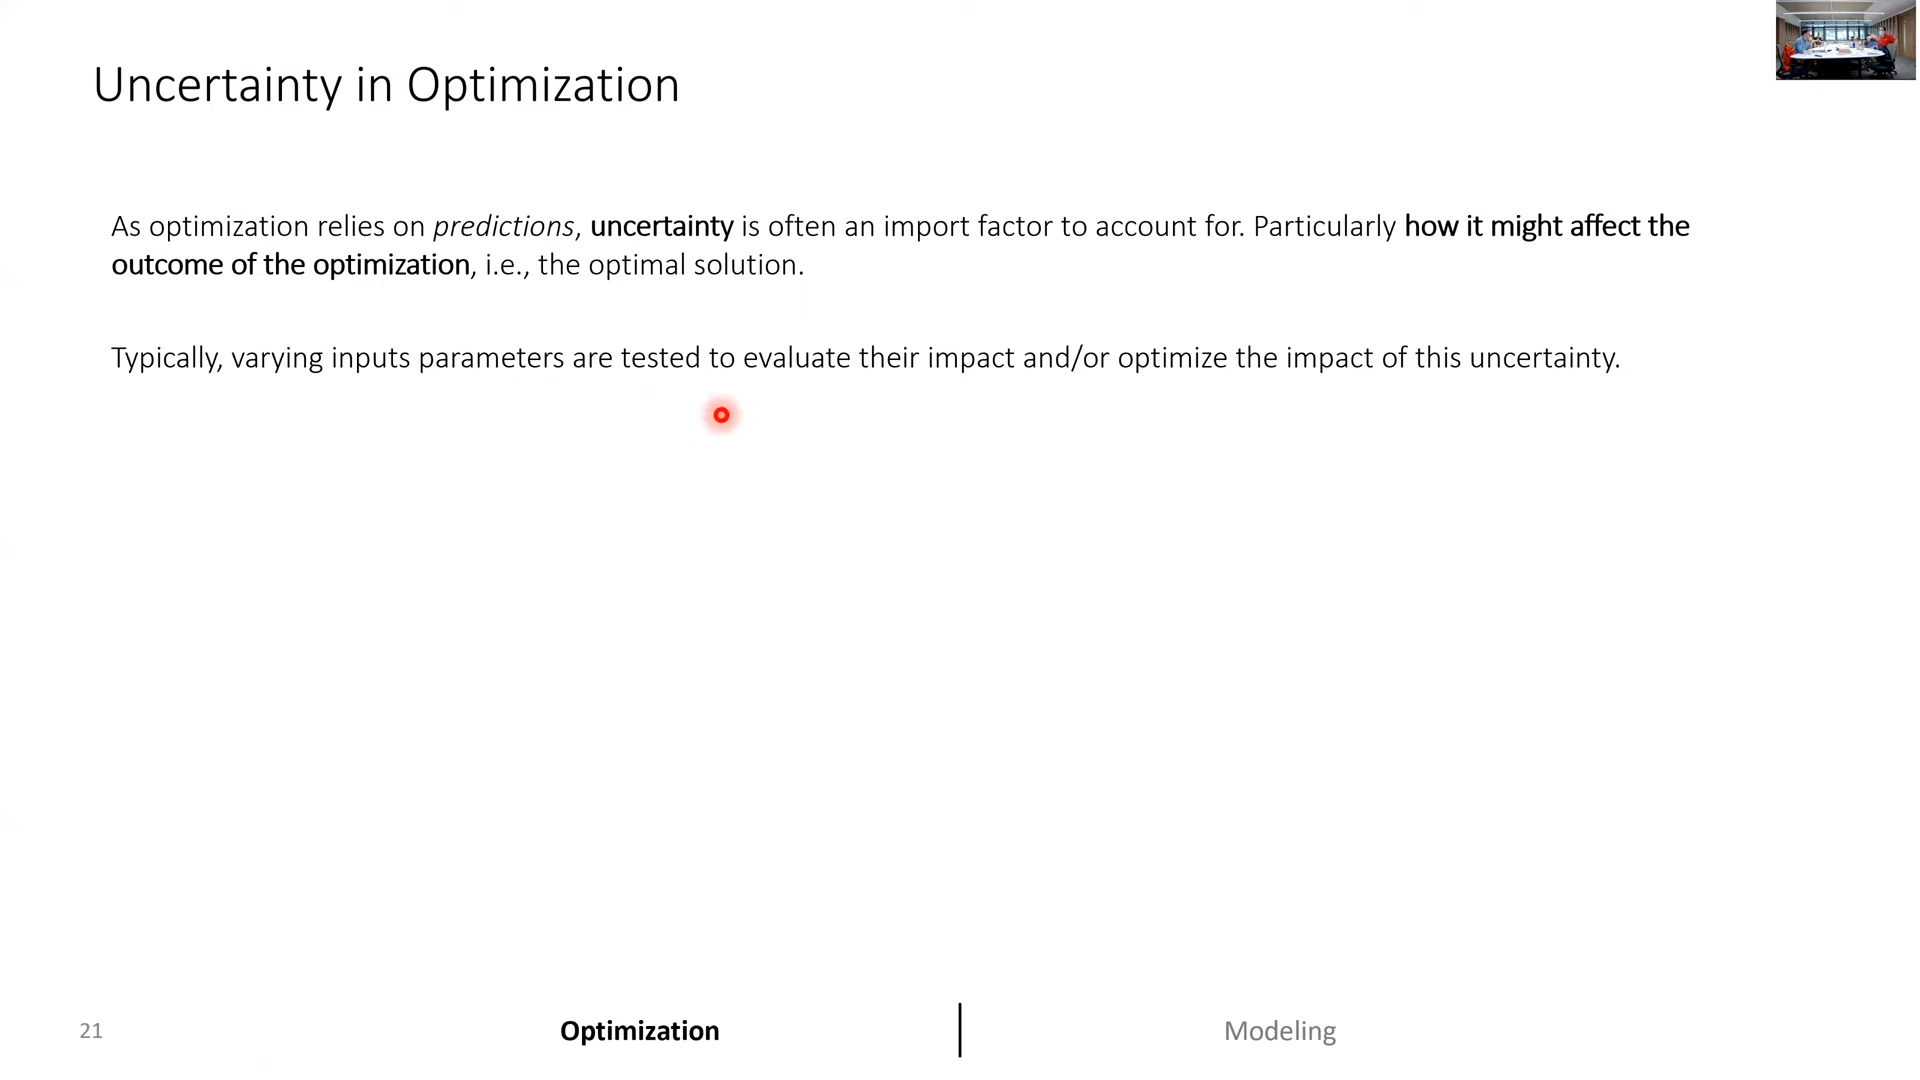 Uncertainty in Optimization
As optimization relies on predictions, uncertainty is often an import factor to account for. Particularly how it might affect the
outcome of the optimization, i.e., the optimal solution.
Typically, varying inputs parameters are tested to evaluate their impact and/or optimize the impact of this uncertainty.
21
Optimization
Modeling